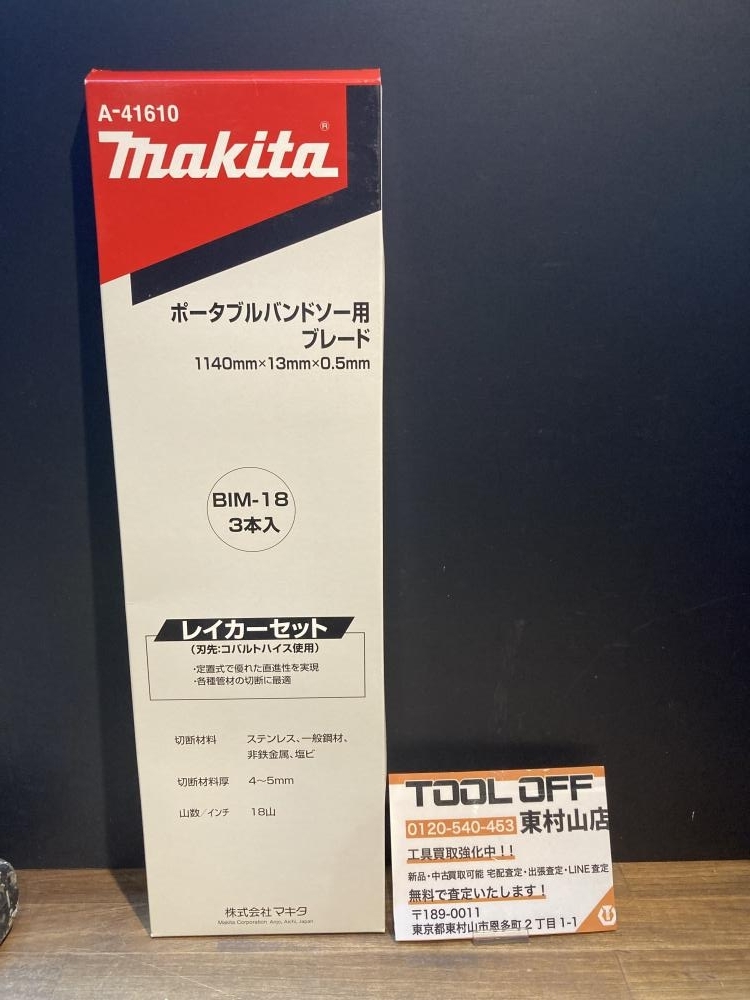 A-41610
makita®
ポータブルバンドソー用
ブレード
1140mm×13mm×0.5mm
BIM-18
3本入
レイカーセット
(刃先:コバルトハイス使用)
・定置式で優れた直進性を実現
・各種管材の切断に最適
切断材料 ステンレス、一般鋼材、
非鉄金属、塩ビ
切断材料厚 4〜5mm
山数/インチ 18山
株式会社マキタ
Makita Corporation Anjo, Aichi, Japan
TOOL OFF
0120-540-453 東村山店
工具買取強化中!!
新品・中古買取可能 宅配査定・出張査定・LINE査定
無料で査定いたします!
〒189-0011
東京都東村山市恩多町2丁目1-1